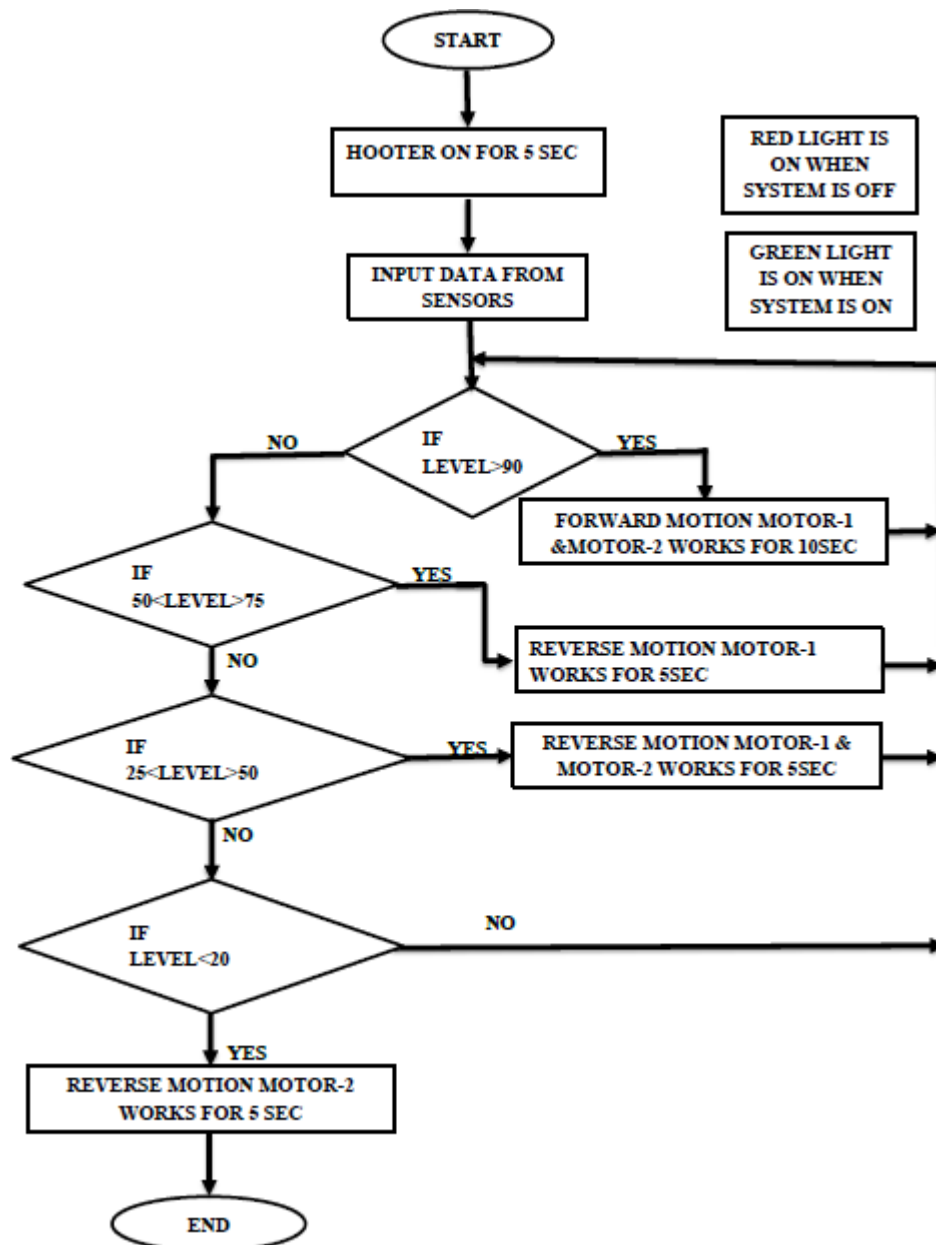 START
HOOTER ON FOR 5 SEC
RED LIGHT IS
ON WHEN
SYSTEM IS OFF
INPUT DATA FROM
SENSORS
GREEN LIGHT
IS ON WHEN
SYSTEM IS ON
IF
LEVEL>90
NO
YES
FORWARD MOTION MOTOR-1
&MOTOR-2 WORKS FOR 10SEC
IF
50<LEVEL>75
YES
REVERSE MOTION MOTOR-1
WORKS FOR 5SEC
NO
IF
25<LEVEL>50
YES
REVERSE MOTION MOTOR-1 &
MOTOR-2 WORKS FOR 5SEC
NO
IF
LEVEL<20
NO
YES
REVERSE MOTION MOTOR-2
WORKS FOR 5 SEC
END